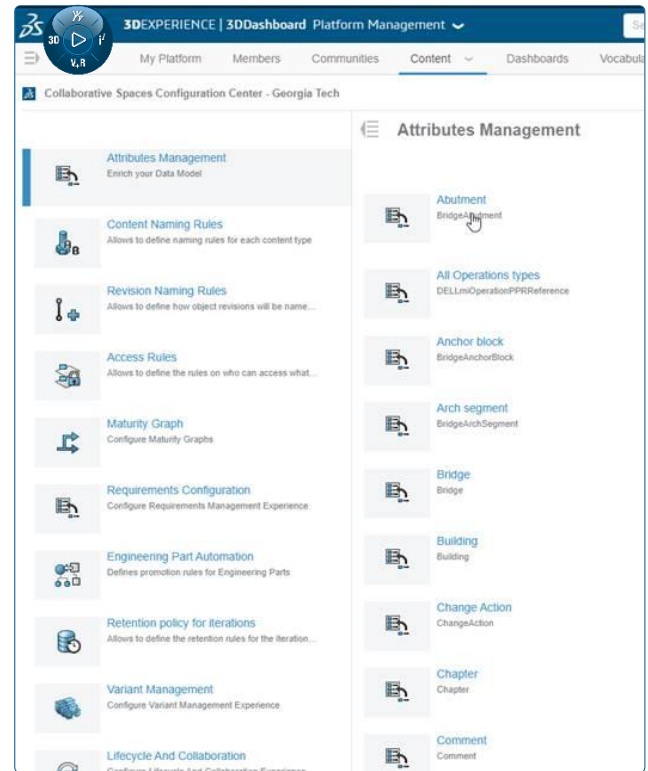 3DEXPERIENCE | 3DDashboard Platform Management
3D
V.R
My Platform Members Communities Content Dashboards Vocabula
Collaborative Spaces Configuration Center - Georgia Tech
Attributes Management
Enrich your Data Model
Content Naming Rules
Allows to define naming rules for each content type
Revision Naming Rules
Allows to define how object revisions will be name...
Access Rules
Allows to define the rules on who can access what...
Maturity Graph
Configure Maturity Graphs
Requirements Configuration
Configure Requirements Management Experience
Engineering Part Automation
Defines promotion rules for Engineering Parts
Retention policy for iterations
Allows to define the retention rules for the iteration...
Variant Management
Configure Variant Management Experience
Lifecycle And Collaboration
Configure Lifecycle And Collaboration Experience
Attributes Management
Abutment
BridgeAbutment
All Operations types
DELLmiOperationPPRReference
Anchor block
BridgeAnchorBlock
Arch segment
BridgeArchSegment
Bridge
Bridge
Building
Building
Change Action
ChangeAction
Chapter
Chapter
Comment
Comment